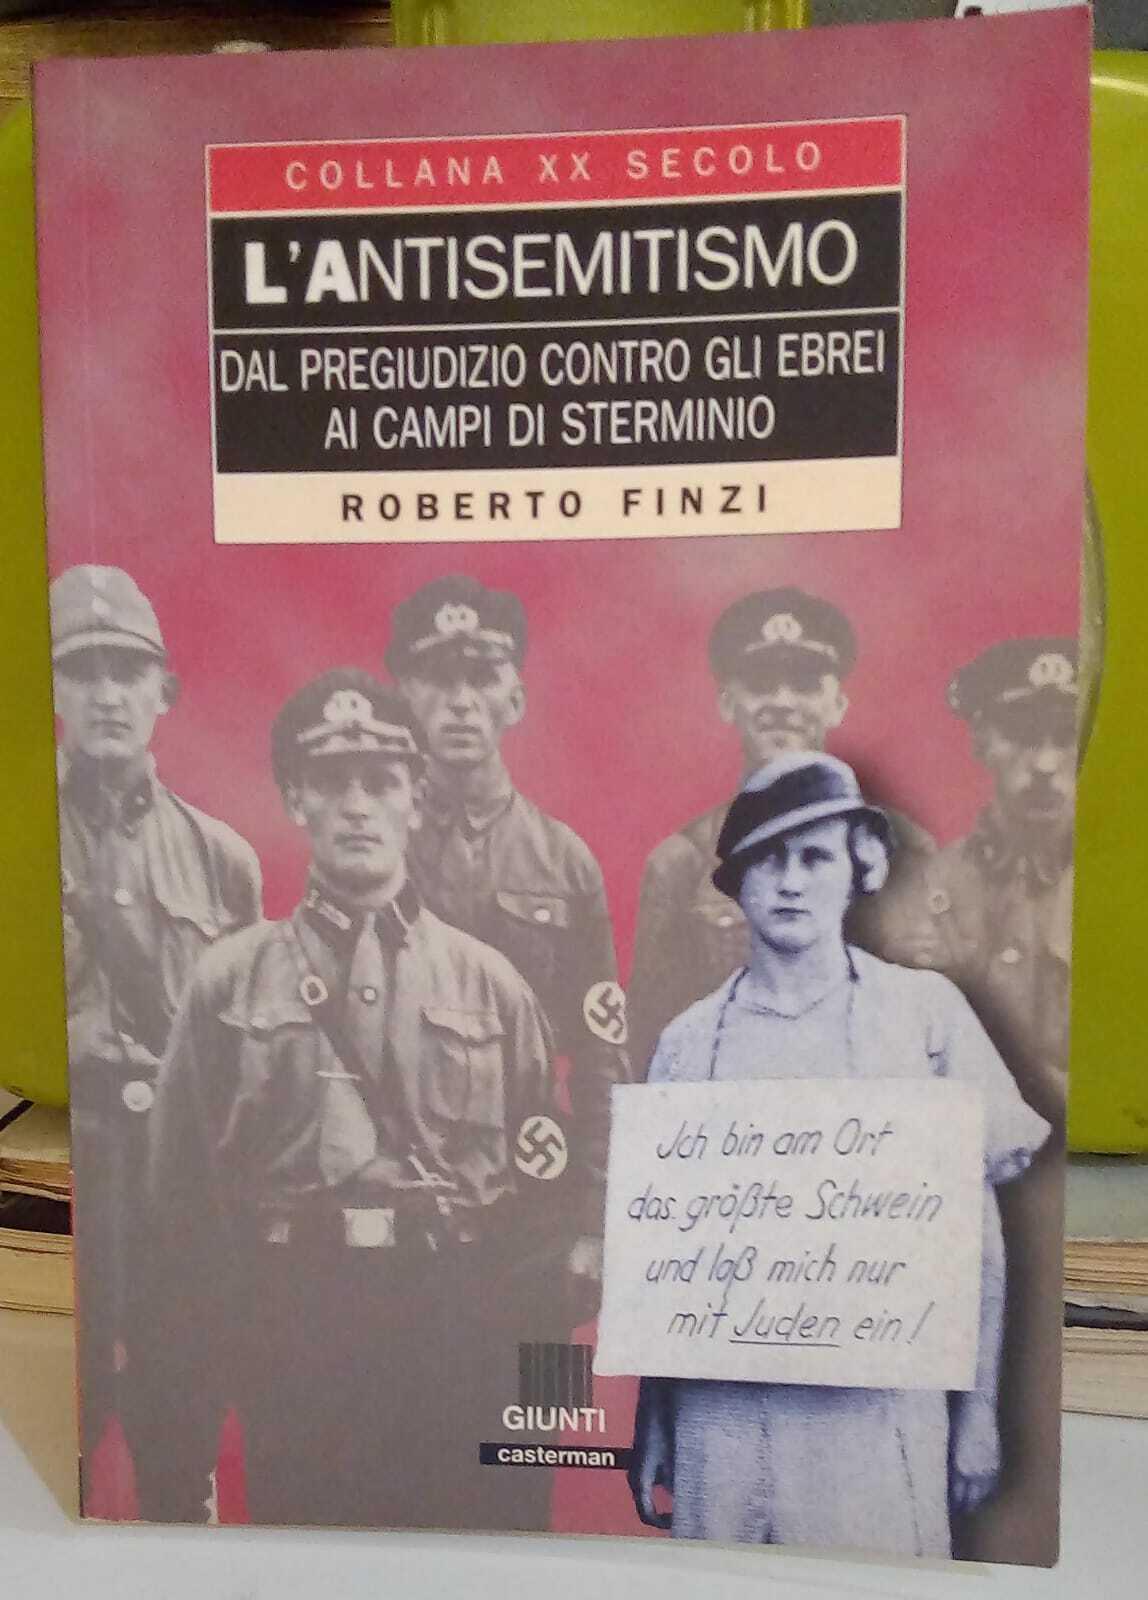 COLLANA XX SECOLO
L'ANTISEMITISMO
DAL PREGIUDIZIO CONTRO GLI EBREI
AI CAMPI DI STERMINIO
ROBERTO FINZI
Ich bin am Ort
das größte Schwein
und laß mich nur
mit Juden ein!
GIUNTI
casterman